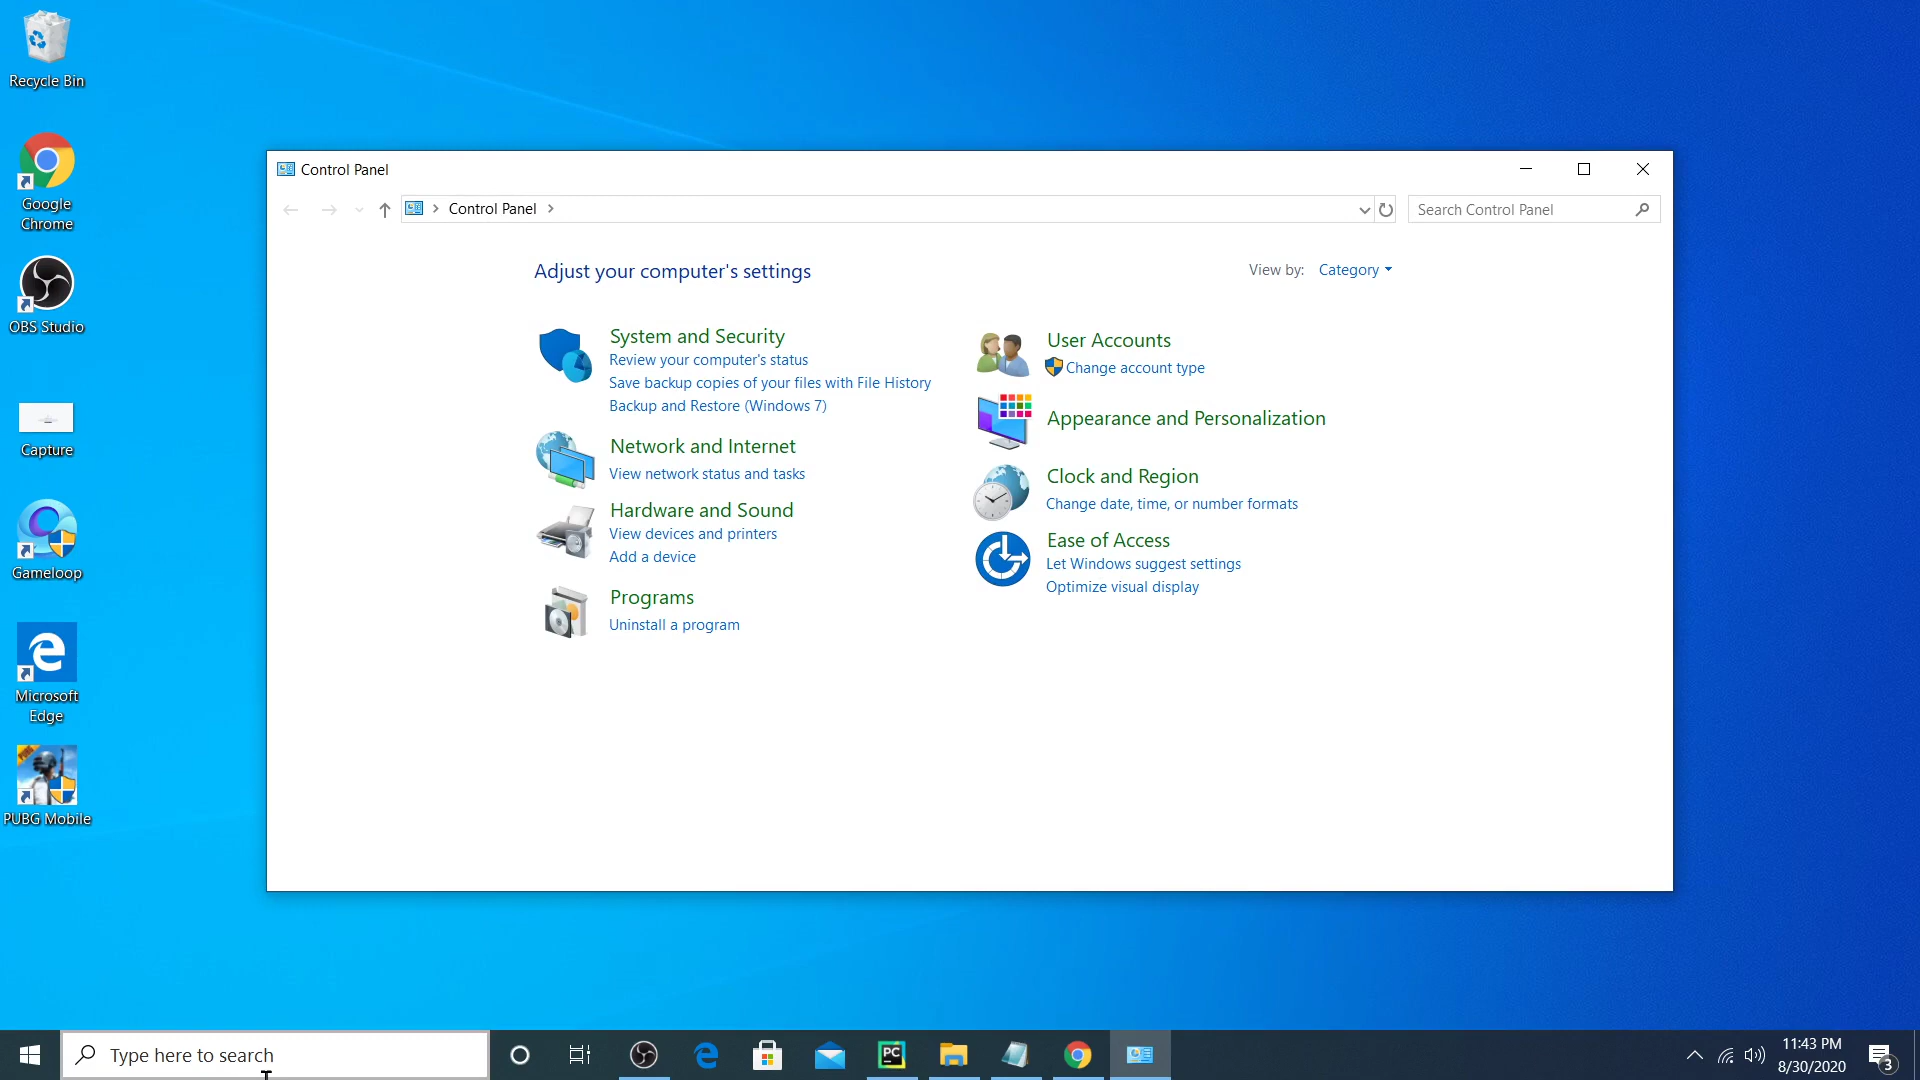 Recycle Bin
Google
Chrome
OBS Studio
Capture
Gameloop
Microsoft
Edge
PUBG Mobile
Control Panel
Control Panel
Search Control Panel
Adjust your computer's settings
View by: Category
System and Security
Review your computer's status
Save backup copies of your files with File History
Backup and Restore (Windows 7)
Network and Internet
View network status and tasks
Hardware and Sound
View devices and printers
Add a device
Programs
Uninstall a program
User Accounts
Change account type
Appearance and Personalization
Clock and Region
Change date, time, or number formats
Ease of Access
Let Windows suggest settings
Optimize visual display
Type here to search
PC
11:43 PM
8/30/2020
3